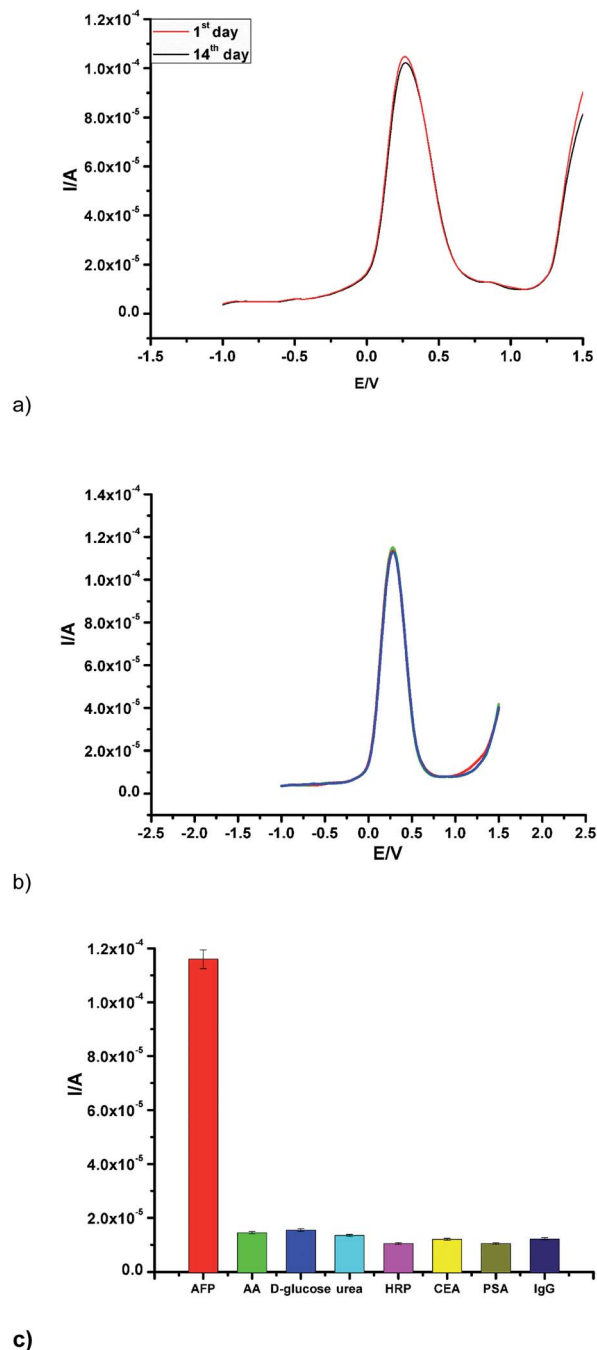 1.2x10⁻⁴
1ˢᵗ day
14ᵗʰ day
1.0x10⁻⁴
8.0x10⁻⁵
6.0x10⁻⁵
4.0x10⁻⁵
2.0x10⁻⁵
0.0
I/A
-1.5 -1.0 -0.5 0.0 0.5 1.0 1.5
E/V
a)
1.4x10⁻⁴
1.2x10⁻⁴
1.0x10⁻⁴
8.0x10⁻⁵
6.0x10⁻⁵
4.0x10⁻⁵
2.0x10⁻⁵
0.0
I/A
-2.5 -2.0 -1.5 -1.0 -0.5 0.0 0.5 1.0 1.5 2.0 2.5
E/V
b)
1.2x10⁻⁴
1.0x10⁻⁴
8.0x10⁻⁵
6.0x10⁻⁵
4.0x10⁻⁵
2.0x10⁻⁵
0.0
I/A
AFP AA D-glucose urea HRP CEA PSA IgG
c)